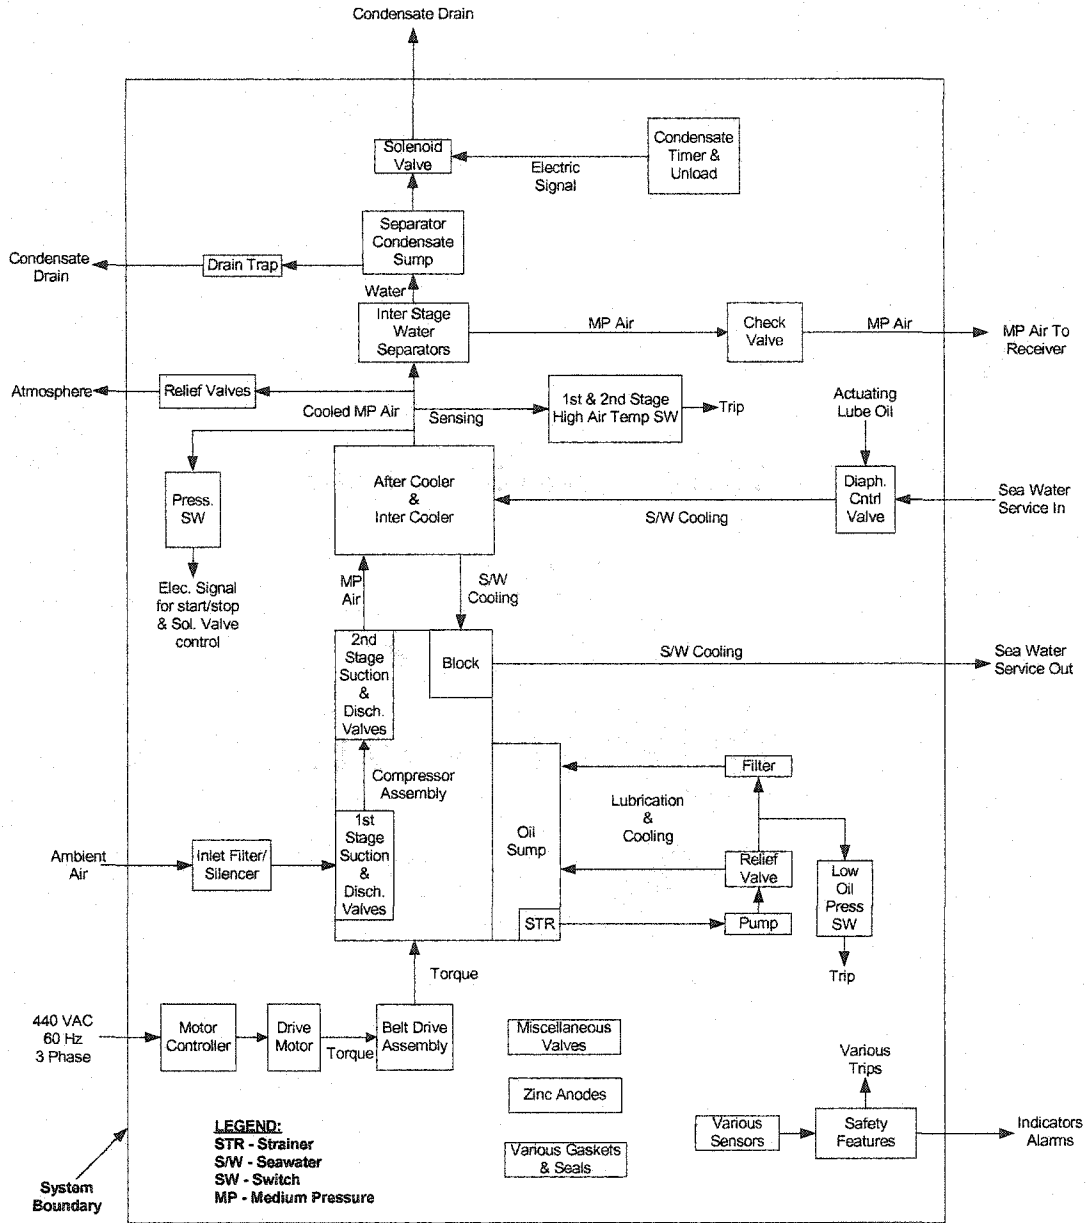 Condensate Drain
Solenoid
Valve
Electric
Signal
Condensate
Timer &
Unload
Separator
Condensate
Sump
Condensate
Drain
Drain Trap
Water
Inter Stage
Water
Separators
MP Air
Check
Valve
MP Air
MP Air To
Receiver
Atmosphere
Relief Valves
Cooled MP Air
Sensing
1st & 2nd Stage
High Air Temp SW
Trip
Actuating
Lube Oil
Press.
SW
After Cooler
&
Inter Cooler
S/W Cooling
Diaph.
Cntrl
Valve
Sea Water
Service In
Elec. Signal
for start/stop
& Sol. Valve
control
MP
Air
S/W
Cooling
2nd
Stage
Suction
&
Disch.
Valves
Block
S/W Cooling
Sea Water
Service Out
Compressor
Assembly
Filter
Lubrication
&
Cooling
Oil
Sump
Ambient
Air
Inlet Filter/
Silencer
1st
Stage
Suction
&
Disch.
Valves
Relief
Valve
Low
Oil
Press
SW
STR
Pump
Trip
Torque
440 VAC
60 Hz
3 Phase
Motor
Controller
Drive
Motor
Torque
Belt Drive
Assembly
Miscellaneous
Valves
Zinc Anodes
Various Gaskets
& Seals
Various
Trips
Various
Sensors
Safety
Features
Indicators
Alarms
LEGEND:
STR - Strainer
S/W - Seawater
SW - Switch
MP - Medium Pressure
System
Boundary